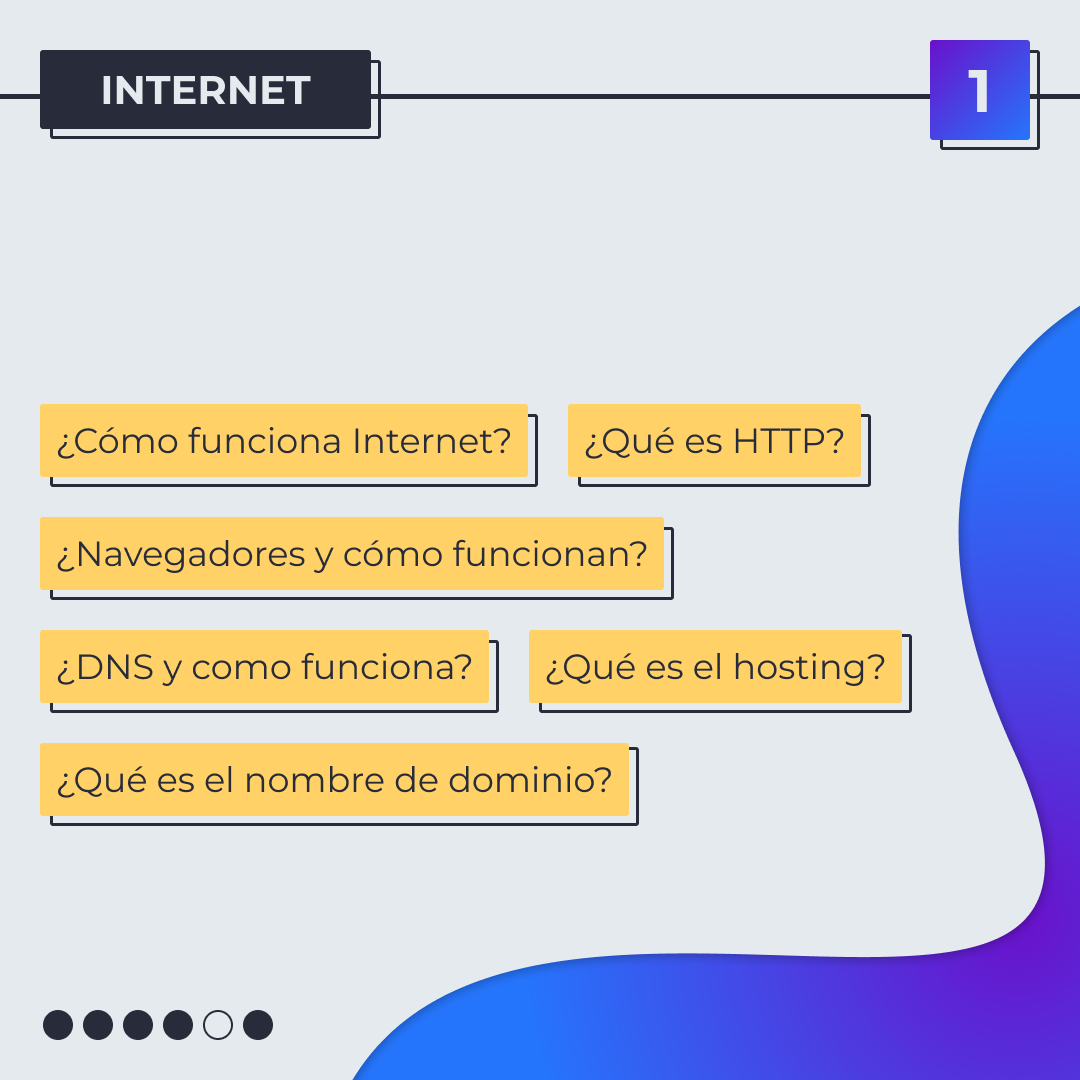 INTERNET
1
¿Cómo funciona Internet?
¿Qué es HTTP?
¿Navegadores y cómo funcionan?
¿DNS y como funciona?
¿Qué es el hosting?
¿Qué es el nombre de dominio?